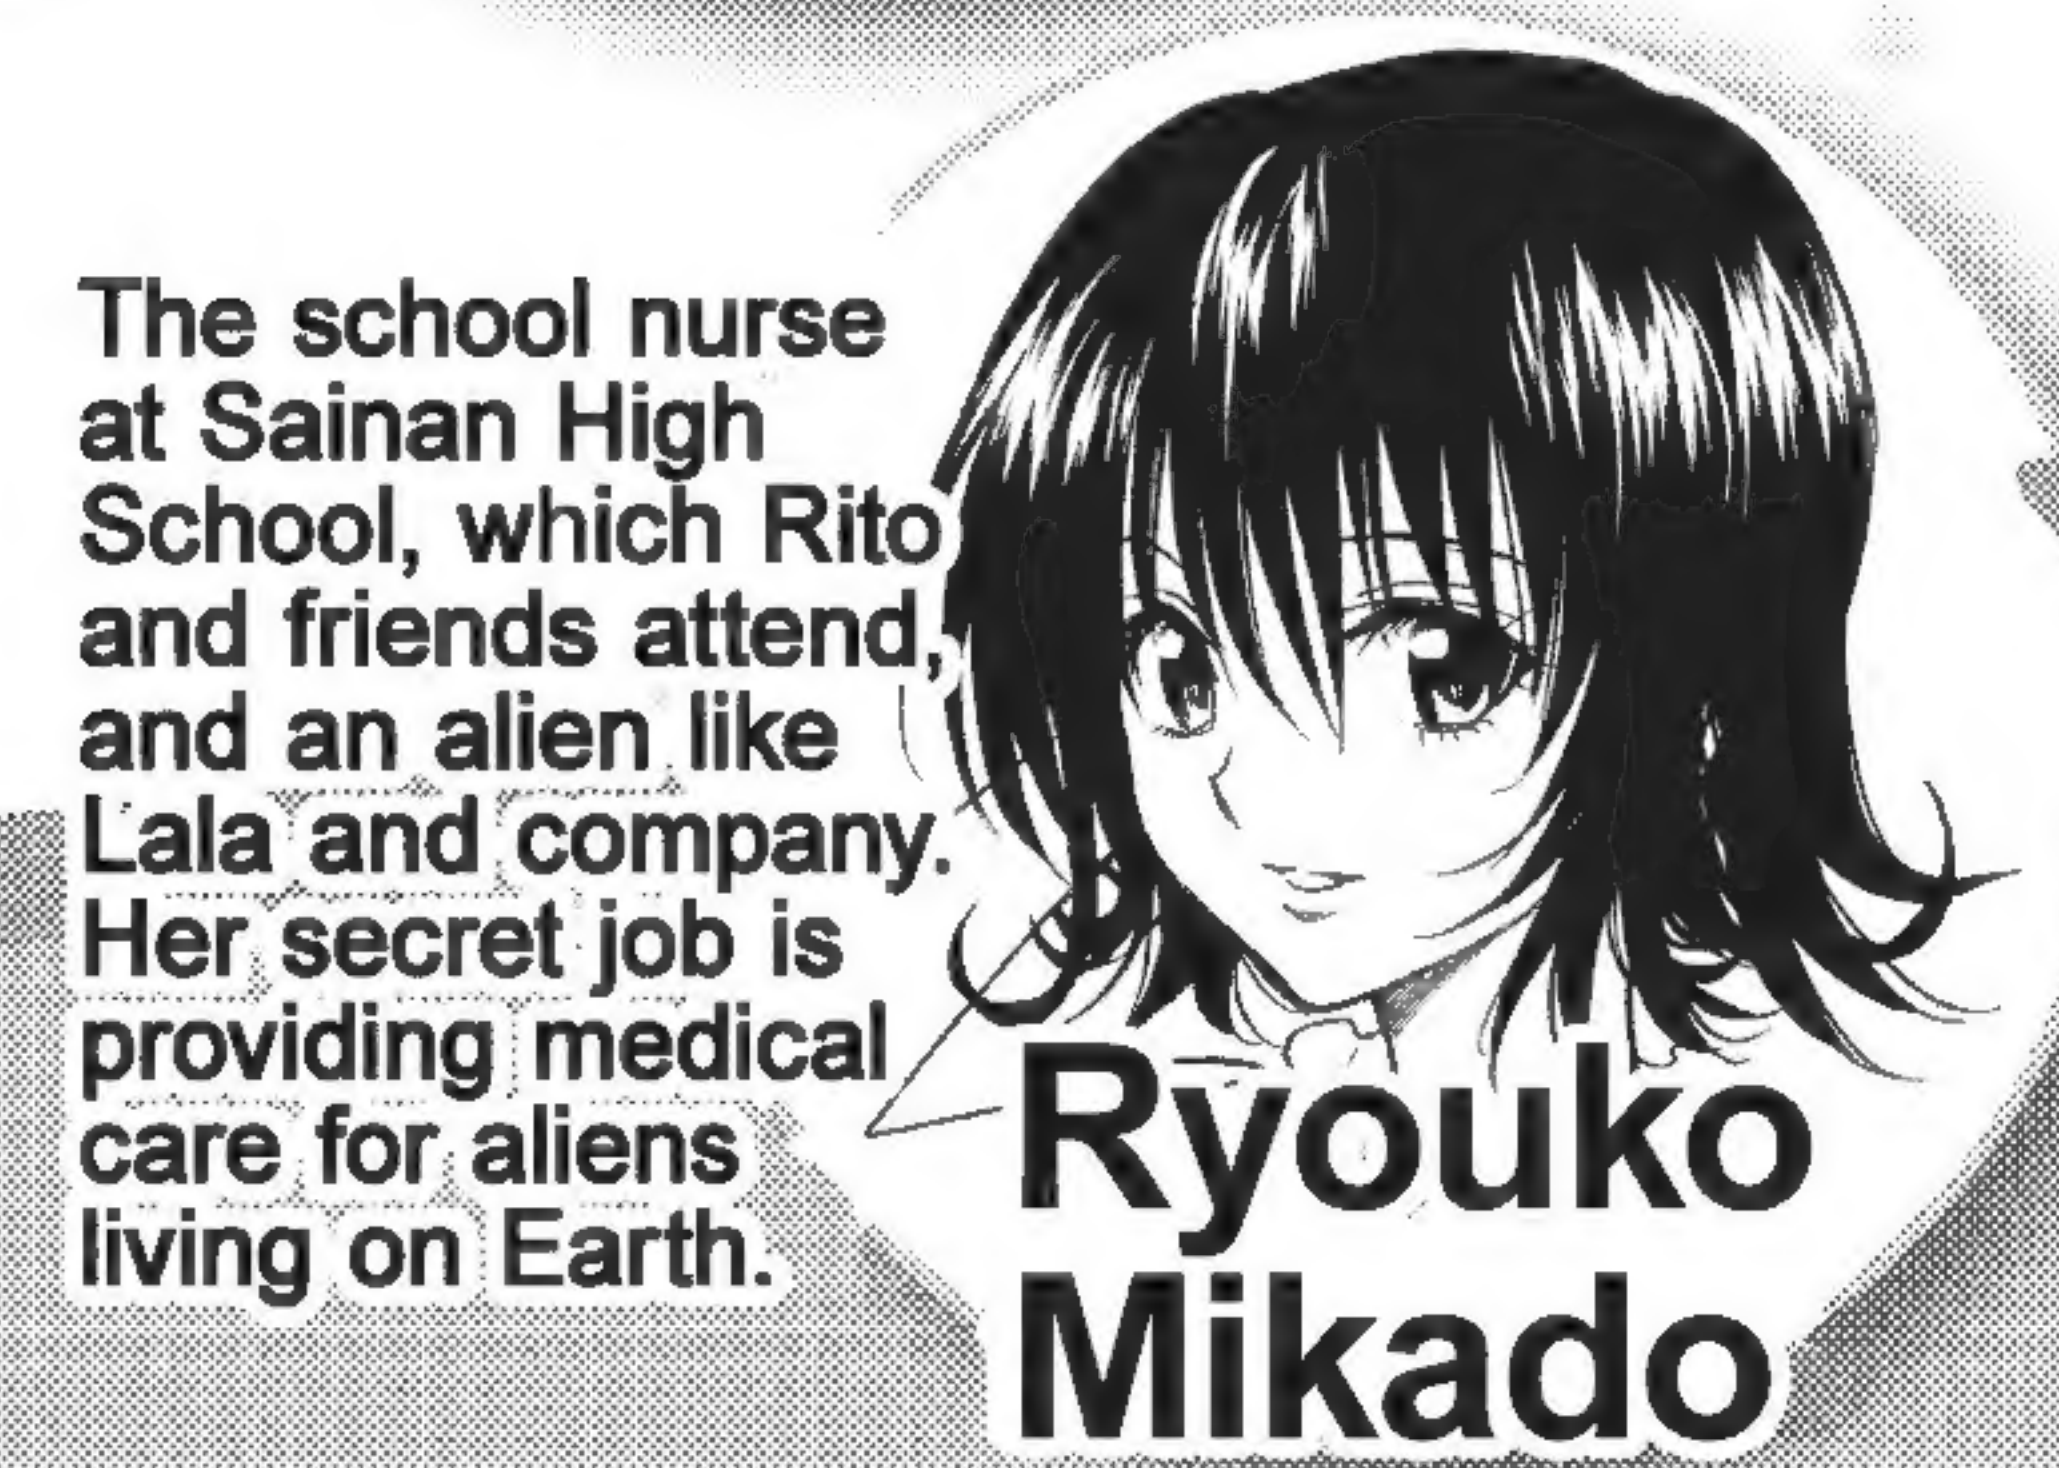 The school nurse
at Sainan High
School, which Rito
and friends attend,
and an alien like
Lala and company.
Her secret job is
providing medical
care for aliens
living on Earth.
Ryouko
Mikado